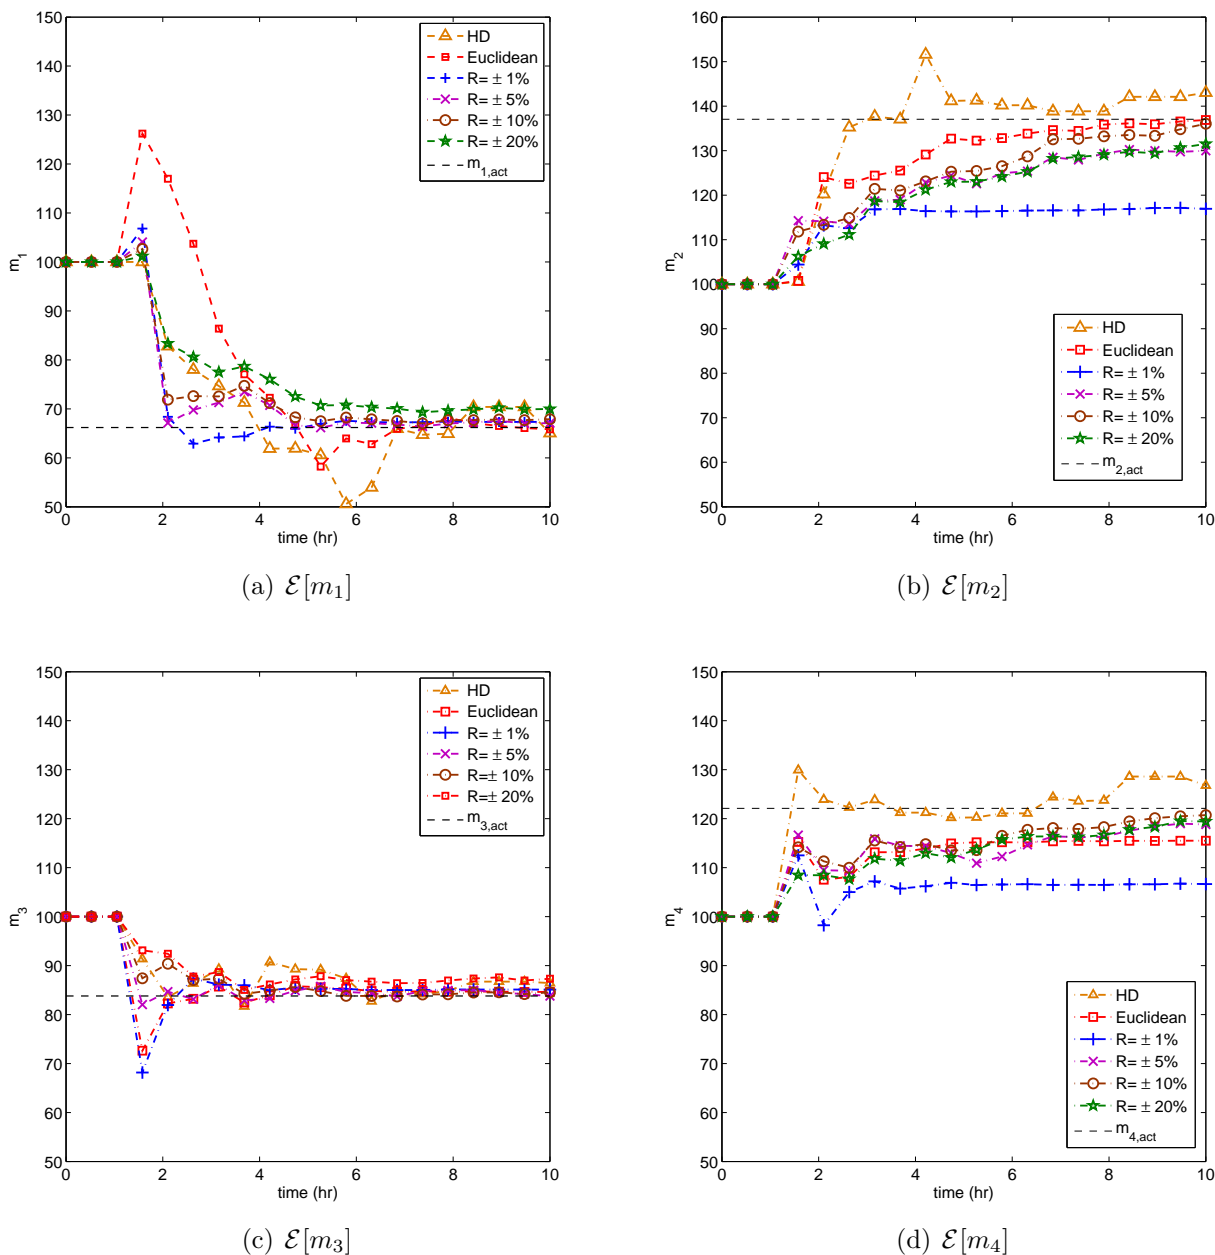 150
140
130
120
110
100
90
80
70
60
50
m1
0 2 4 6 8 10
time (hr)
HD
Euclidean
R= ± 1%
R= ± 5%
R= ± 10%
R= ± 20%
m1,act
(a) ℰ[m1]
160
150
140
130
120
110
100
90
80
70
60
50
m2
0 2 4 6 8 10
time (hr)
HD
Euclidean
R= ± 1%
R= ± 5%
R= ± 10%
R= ± 20%
m2,act
(b) ℰ[m2]
150
140
130
120
110
100
90
80
70
60
50
m3
0 2 4 6 8 10
time (hr)
HD
Euclidean
R= ± 1%
R= ± 5%
R=± 10%
R=± 20%
m3,act
(c) ℰ[m3]
150
140
130
120
110
100
90
80
70
60
50
m4
0 2 4 6 8 10
time (hr)
HD
Euclidean
R= ± 1%
R= ± 5%
R= ± 10%
R= ± 20%
m4,act
(d) ℰ[m4]